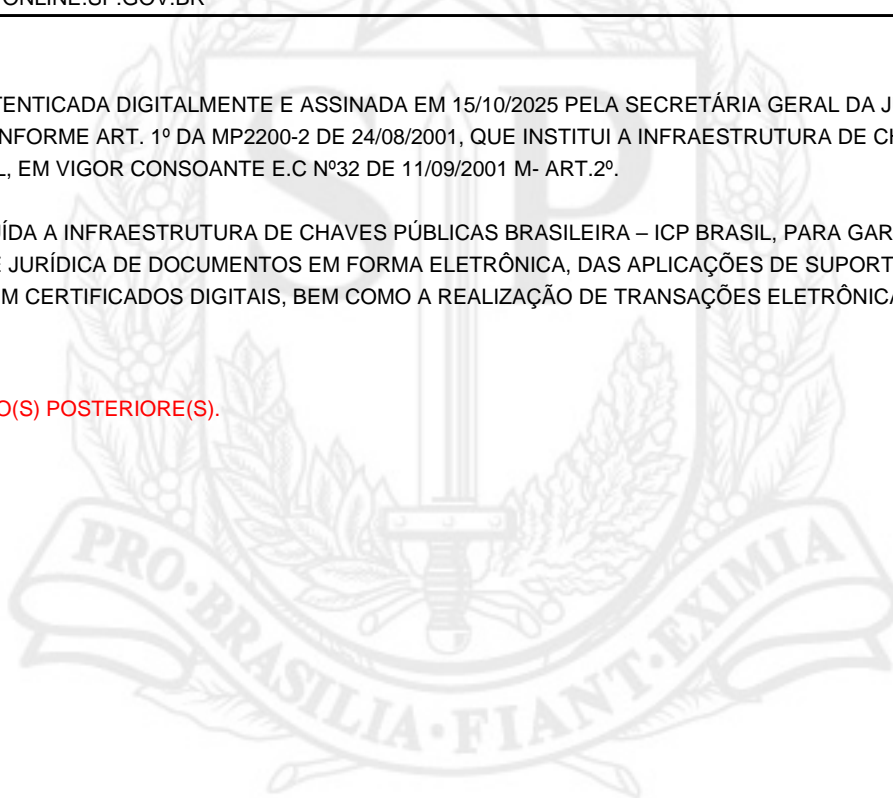 ONLINE.SP.GOV.BR
TENTICADA DIGITALMENTE E ASSINADA EM 15/10/2025 PELA SECRETÁRIA GERAL DA J
NFORME ART. 1º DA MP2200-2 DE 24/08/2001, QUE INSTITUI A INFRAESTRUTURA DE CH
L, EM VIGOR CONSOANTE E.C Nº32 DE 11/09/2001 M- ART.2º.
UÍDA A INFRAESTRUTURA DE CHAVES PÚBLICAS BRASILEIRA – ICP BRASIL, PARA GAR
E JURÍDICA DE DOCUMENTOS EM FORMA ELETRÔNICA, DAS APLICAÇÕES DE SUPORT
M CERTIFICADOS DIGITAIS, BEM COMO A REALIZAÇÃO DE TRANSAÇÕES ELETRÔNICA
O(S) POSTERIORE(S).
SP
PRO·BRASILIA·FIANT·EXIMIA